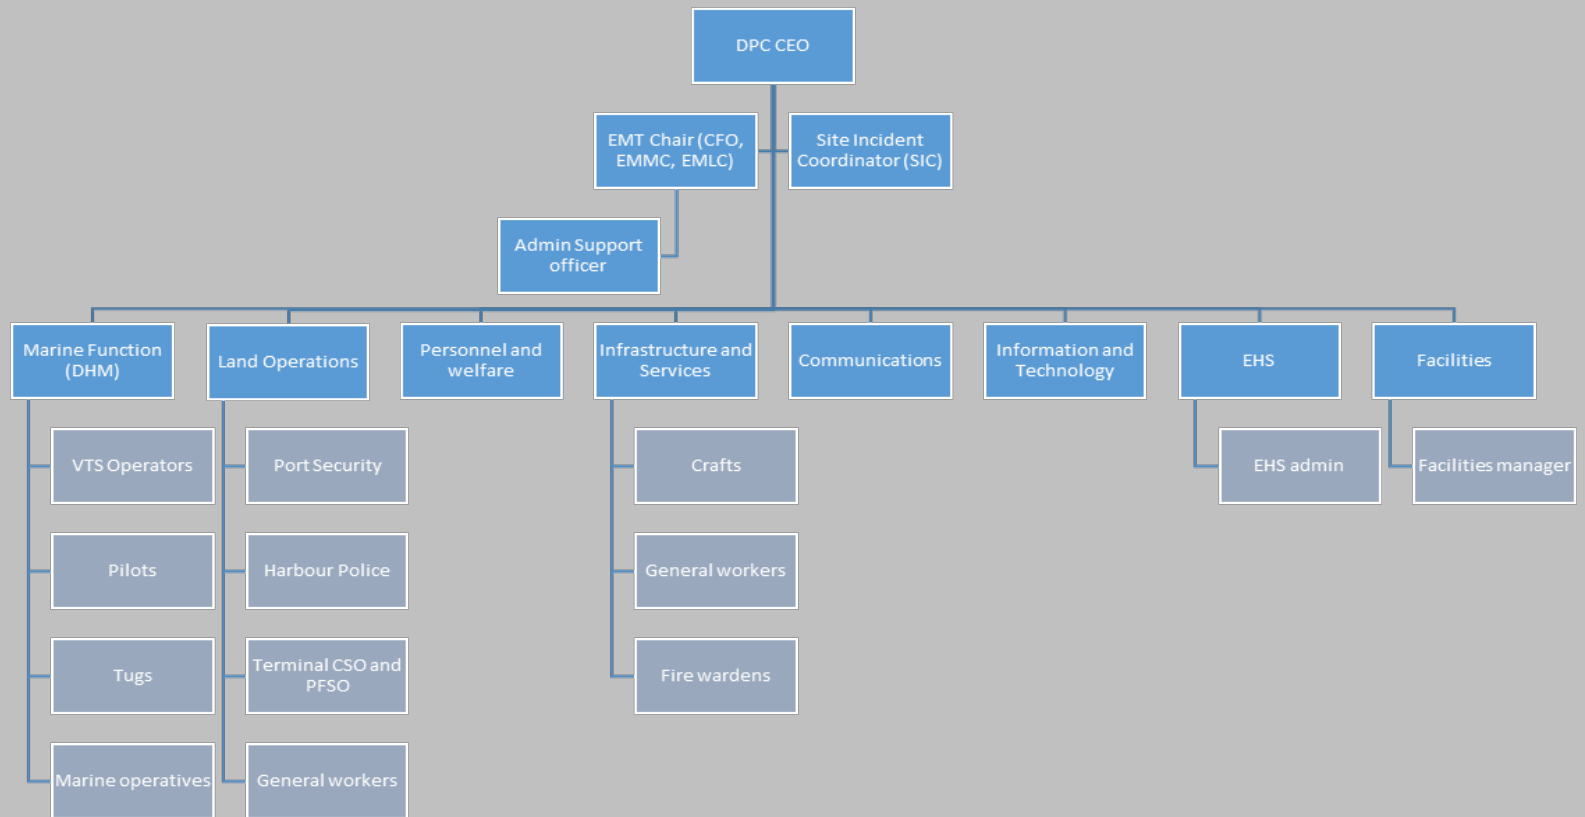 DPC CEO
EMT Chair (CFO,
EMMC, EMLC)
Site Incident
Coordinator (SIC)
Admin Support
officer
Marine Function
(DHM)
Land Operations
Personnel and
welfare
Infrastructure and
Services
Communications
Information and
Technology
EHS
Facilities
VTS Operators
Port Security
Crafts
EHS admin
Facilities manager
Pilots
Harbour Police
General workers
Tugs
Terminal CSO and
PFSO
Fire wardens
Marine operatives
General workers